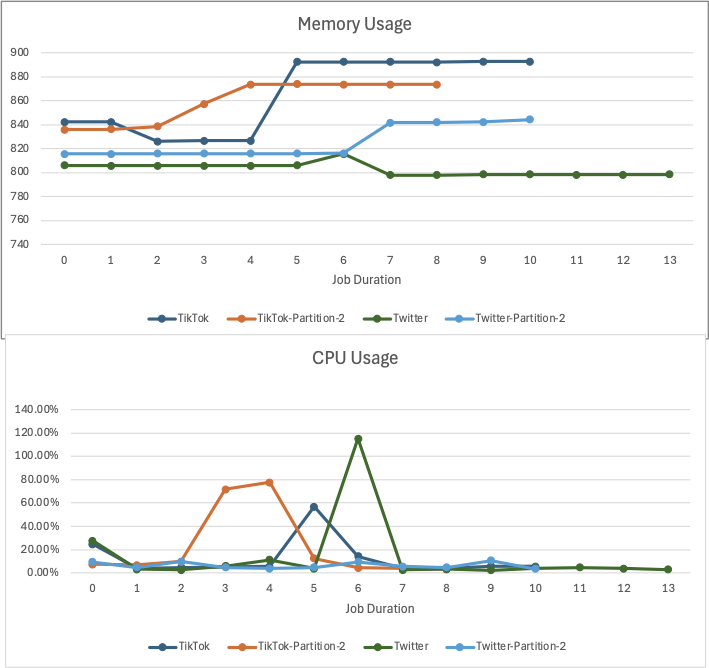 Memory Usage
900
880
860
840
820
800
780
760
740
0 1 2 3 4 5 6 7 8 9 10 11 12 13
Job Duration
TikTok TikTok-Partition-2 Twitter Twitter-Partition-2
CPU Usage
140.00%
120.00%
100.00%
80.00%
60.00%
40.00%
20.00%
0.00%
0 1 2 3 4 5 6 7 8 9 10 11 12 13
Job Duration
TikTok TikTok-Partition-2 Twitter Twitter-Partition-2